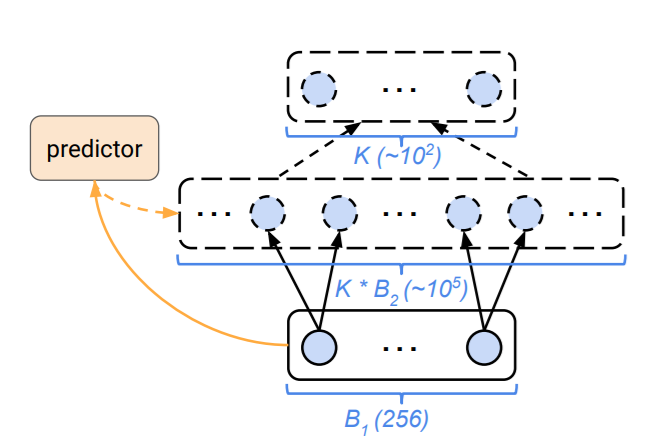 K (~10²)
predictor
K * B₂ (~10⁵)
B₁ (256)